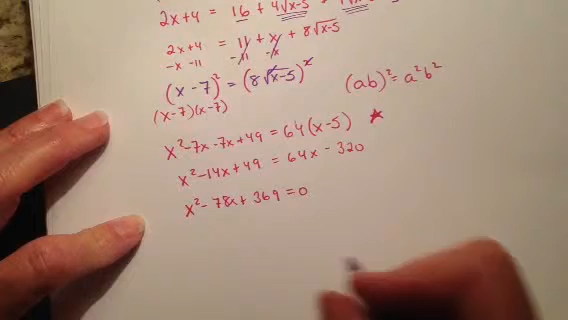 2x+4 = 16 + 4√x-5 +
2x+4 = 11 + x + 8√x-5
-x -11 -11 -x
(x-7)² = (8√x-5)² (ab)² = a²b²
(x-7)(x-7)
x²-7x-7x+49 = 64(x-5) ★
x²-14x+49 = 64x - 320
x²-78x+369=0